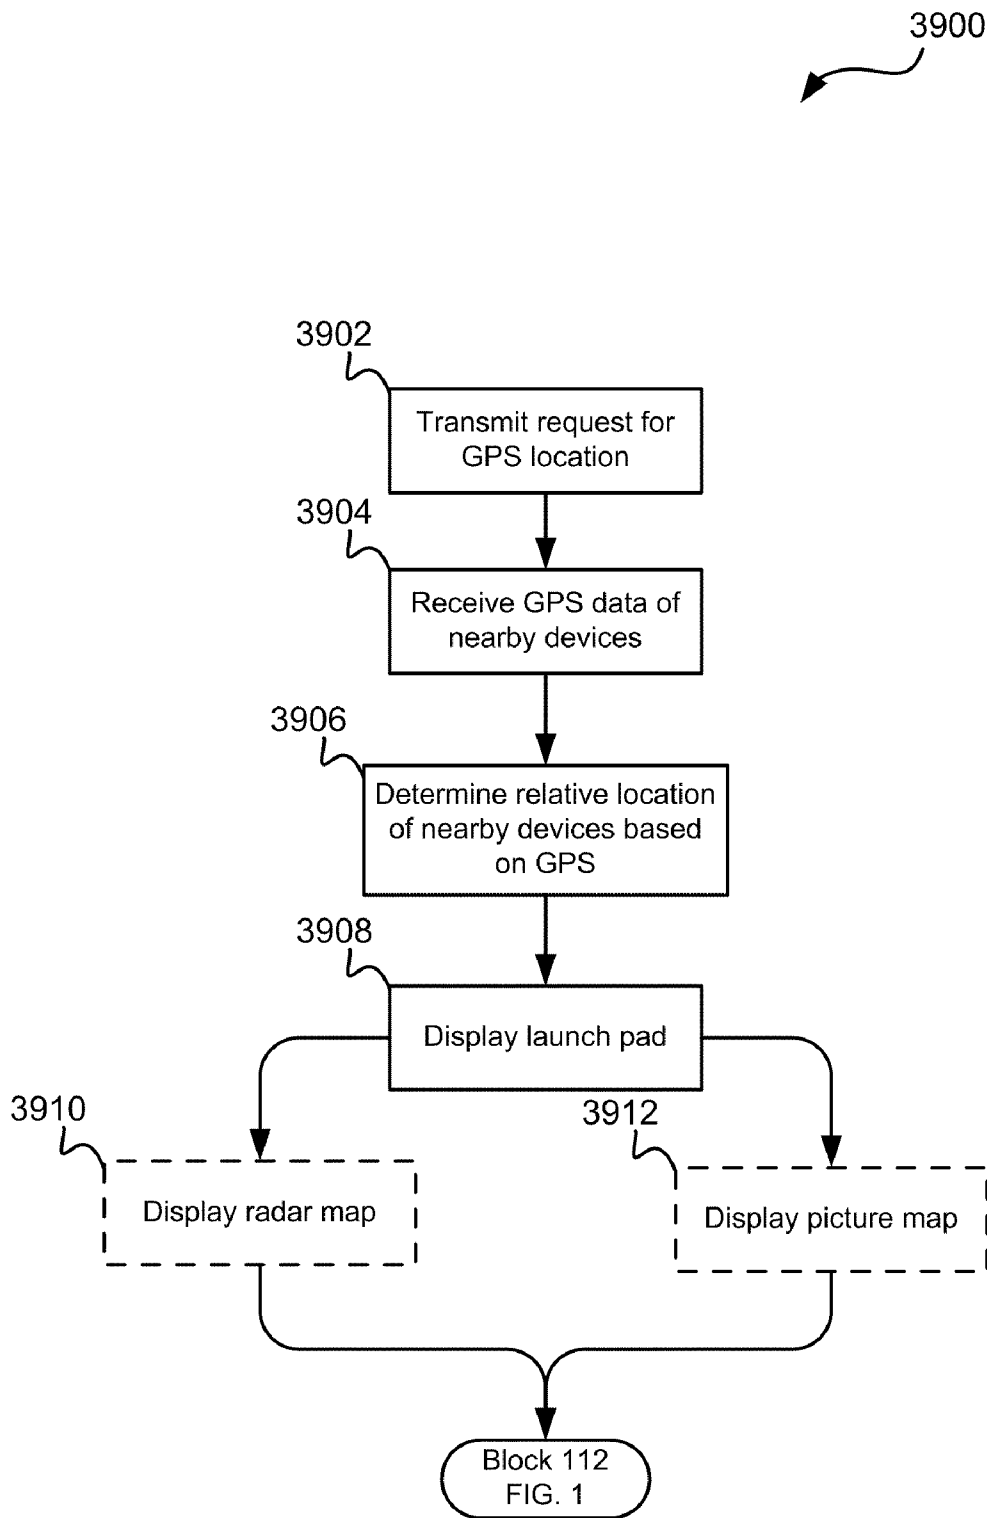 3900
3902
Transmit request for
GPS location
3904
Receive GPS data of
nearby devices
3906
Determine relative location
of nearby devices based
on GPS
3908
Display launch pad
3910
Display radar map
3912
Display picture map
Block 112
FIG. 1